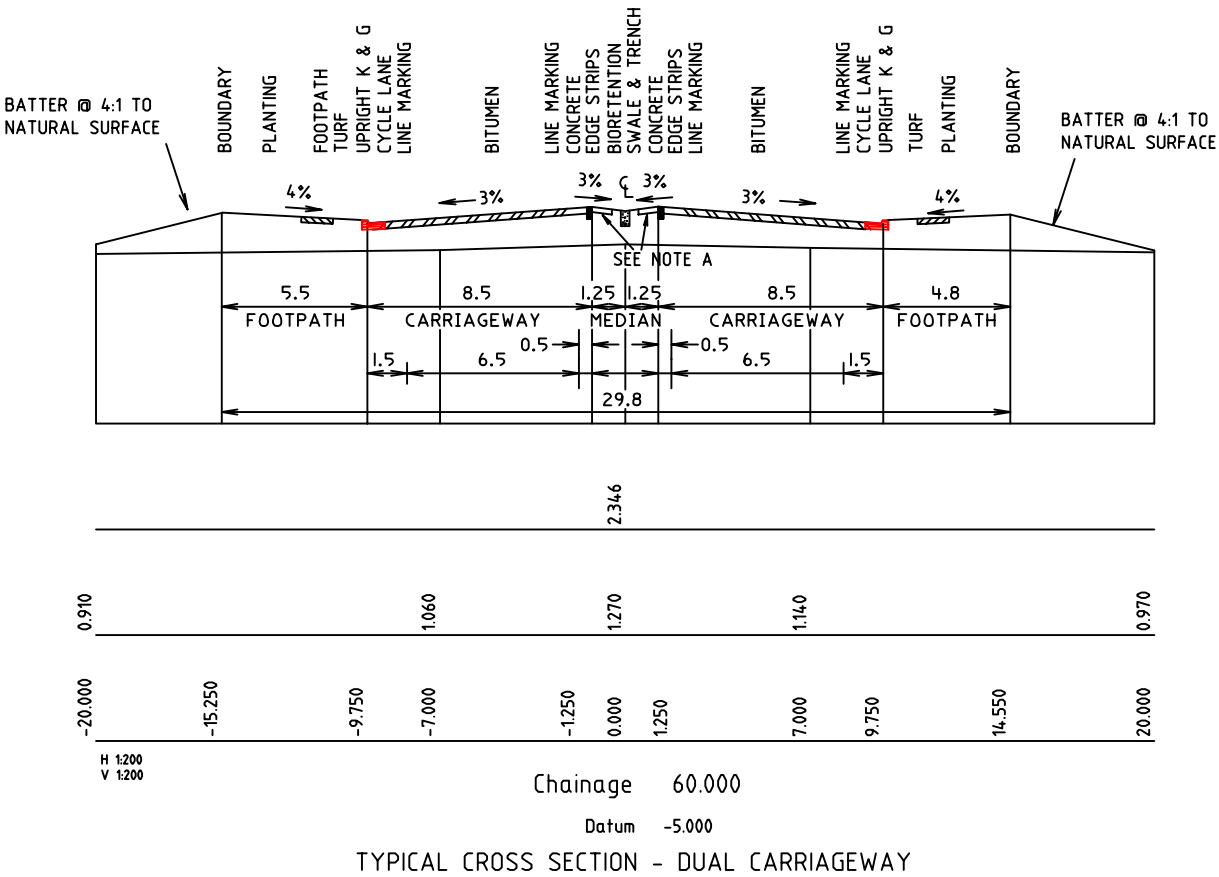 BATTER @ 4:1 TO
NATURAL SURFACE
BOUNDARY
PLANTING
FOOTPATH
TURF
UPRIGHT K & G
CYCLE LANE
LINE MARKING
BITUMEN
LINE MARKING
CONCRETE
EDGE STRIPS
BIORETENTION
SWALE & TRENCH
CONCRETE
EDGE STRIPS
LINE MARKING
BITUMEN
LINE MARKING
CYCLE LANE
UPRIGHT K & G
TURF
PLANTING
BOUNDARY
BATTER @ 4:1 TO
NATURAL SURFACE
4% 3% 3% ℄ 3% 3% 4%
SEE NOTE A
5.5 8.5 1.25 1.25 8.5 4.8
FOOTPATH CARRIAGEWAY MEDIAN CARRIAGEWAY FOOTPATH
0.5 0.5
1.5 6.5 6.5 1.5
29.8
2.346
0.910 1.060 1.270 1.140 0.970
-20.000 -15.250 -9.750 -7.000 -1.250 0.000 1.250 7.000 9.750 14.550 20.000
H 1:200
V 1:200
Chainage 60.000
Datum -5.000
TYPICAL CROSS SECTION - DUAL CARRIAGEWAY